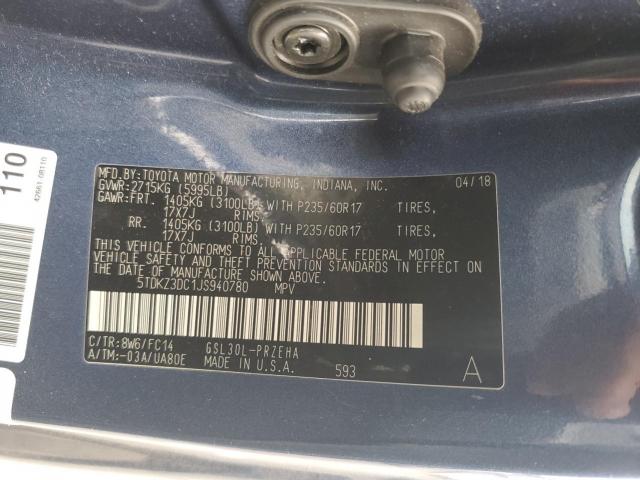 MFD.BY:TOYOTA MOTOR MANUFACTURING, INDIANA, INC. 04/18
GVWR:2715KG (5995LB)
GAWR:FRT. 1405KG (3100LB) WITH P235/60R17 TIRES,
17X7J RIMS.
RR. 1405KG (3100LB) WITH P235/60R17 TIRES,
17X7J RIMS.
THIS VEHICLE CONFORMS TO ALL APPLICABLE FEDERAL MOTOR
VEHICLE SAFETY AND THEFT PREVENTION STANDARDS IN EFFECT
ON THE DATE OF MANUFACTURE SHOWN ABOVE.
5TDKZ3DC1JS940780 MPV
C/TR:8W6/FC14 GSL30L-PRZEHA
A/TM:-03A/UA80E MADE IN U.S.A. 593 A
110
42661-08110